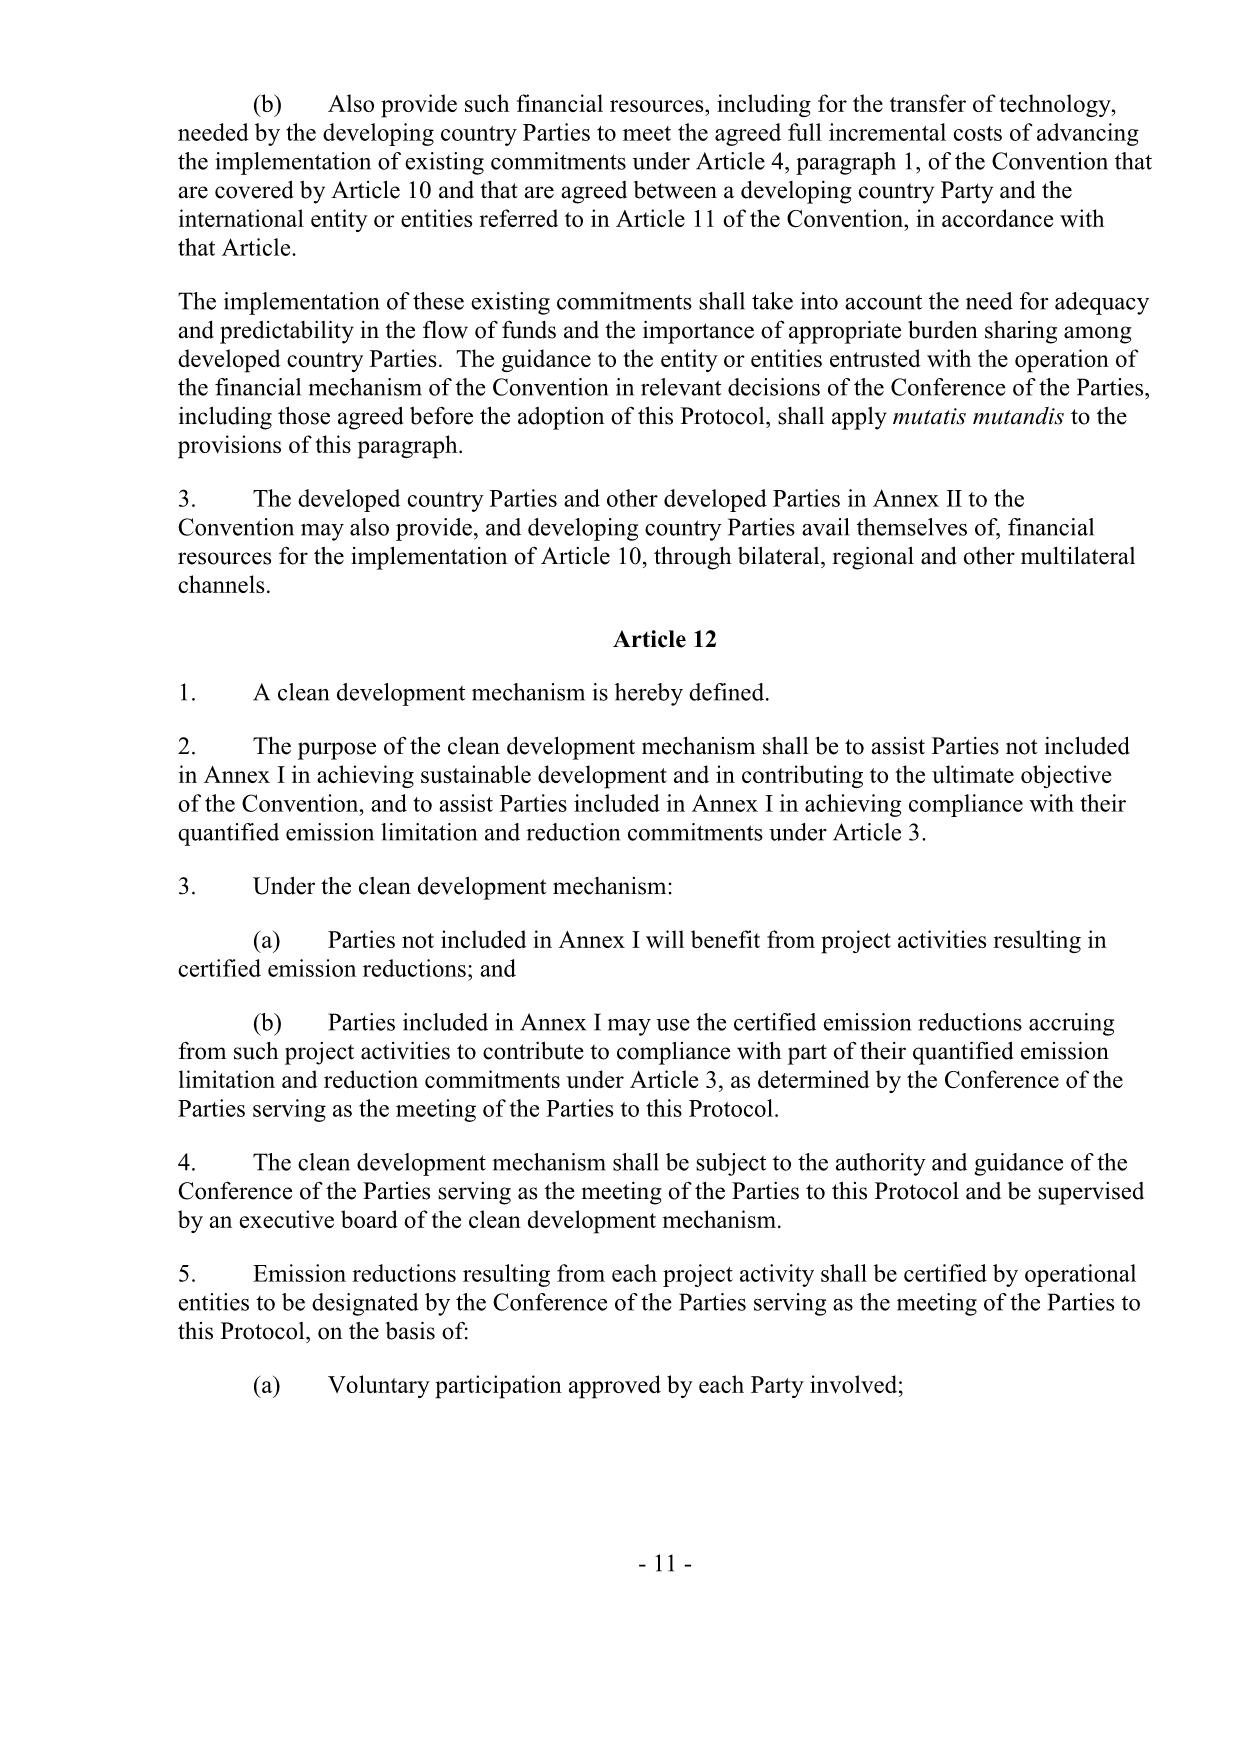 (b) Also provide such financial resources, including for the transfer of technology,
needed by the developing country Parties to meet the agreed full incremental costs of advancing
the implementation of existing commitments under Article 4, paragraph 1, of the Convention that
are covered by Article 10 and that are agreed between a developing country Party and the
international entity or entities referred to in Article 11 of the Convention, in accordance with
that Article.
The implementation of these existing commitments shall take into account the need for adequacy
and predictability in the flow of funds and the importance of appropriate burden sharing among
developed country Parties.  The guidance to the entity or entities entrusted with the operation of
the financial mechanism of the Convention in relevant decisions of the Conference of the Parties,
including those agreed before the adoption of this Protocol, shall apply mutatis mutandis to the
provisions of this paragraph.
3. The developed country Parties and other developed Parties in Annex II to the
Convention may also provide, and developing country Parties avail themselves of, financial
resources for the implementation of Article 10, through bilateral, regional and other multilateral
channels.
Article 12
1. A clean development mechanism is hereby defined.
2. The purpose of the clean development mechanism shall be to assist Parties not included
in Annex I in achieving sustainable development and in contributing to the ultimate objective
of the Convention, and to assist Parties included in Annex I in achieving compliance with their
quantified emission limitation and reduction commitments under Article 3.
3. Under the clean development mechanism:
(a) Parties not included in Annex I will benefit from project activities resulting in
certified emission reductions; and
(b) Parties included in Annex I may use the certified emission reductions accruing
from such project activities to contribute to compliance with part of their quantified emission
limitation and reduction commitments under Article 3, as determined by the Conference of the
Parties serving as the meeting of the Parties to this Protocol.
4. The clean development mechanism shall be subject to the authority and guidance of the
Conference of the Parties serving as the meeting of the Parties to this Protocol and be supervised
by an executive board of the clean development mechanism.
5. Emission reductions resulting from each project activity shall be certified by operational
entities to be designated by the Conference of the Parties serving as the meeting of the Parties to
this Protocol, on the basis of:
(a) Voluntary participation approved by each Party involved;
- 11 -